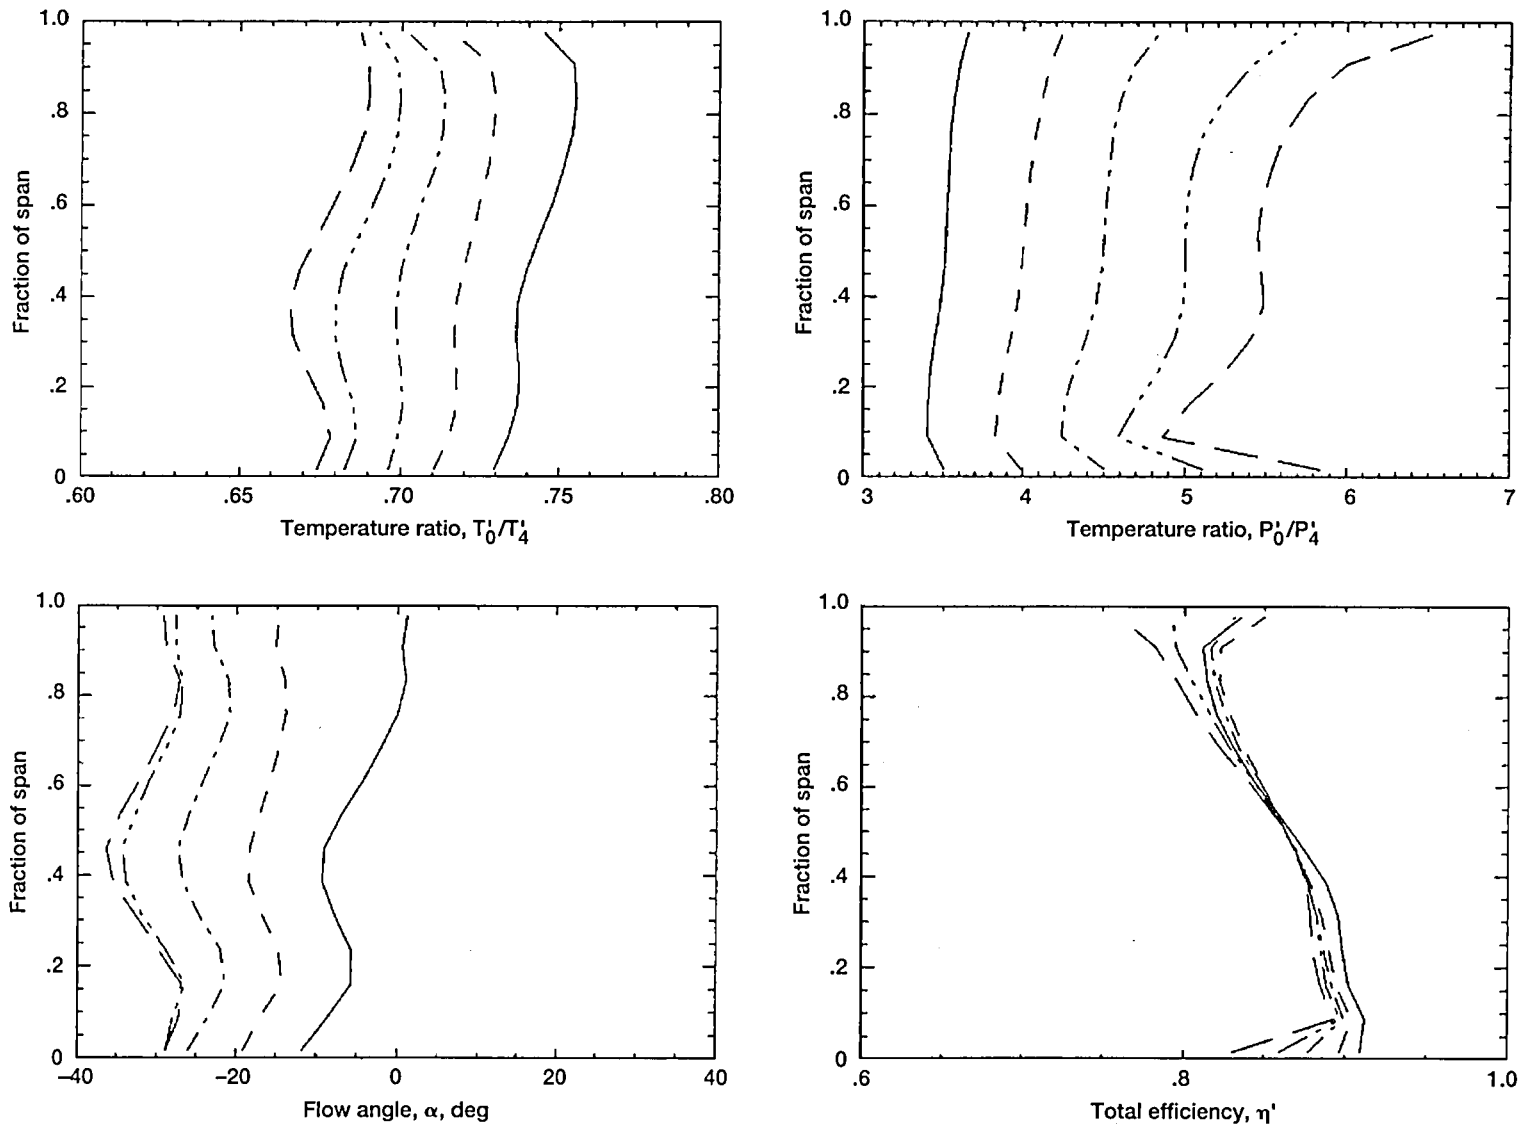 1.0
.8
.6
.4
.2
0
Fraction of span
.60 .65 .70 .75 .80
Temperature ratio, T'0/T'4
1.0
.8
.6
.4
.2
0
Fraction of span
3 4 5 6 7
Temperature ratio, P'0/P'4
1.0
.8
.6
.4
.2
0
Fraction of span
–40 –20 0 20 40
Flow angle, α, deg
1.0
.8
.6
.4
.2
0
Fraction of span
.6 .8 1.0
Total efficiency, η'